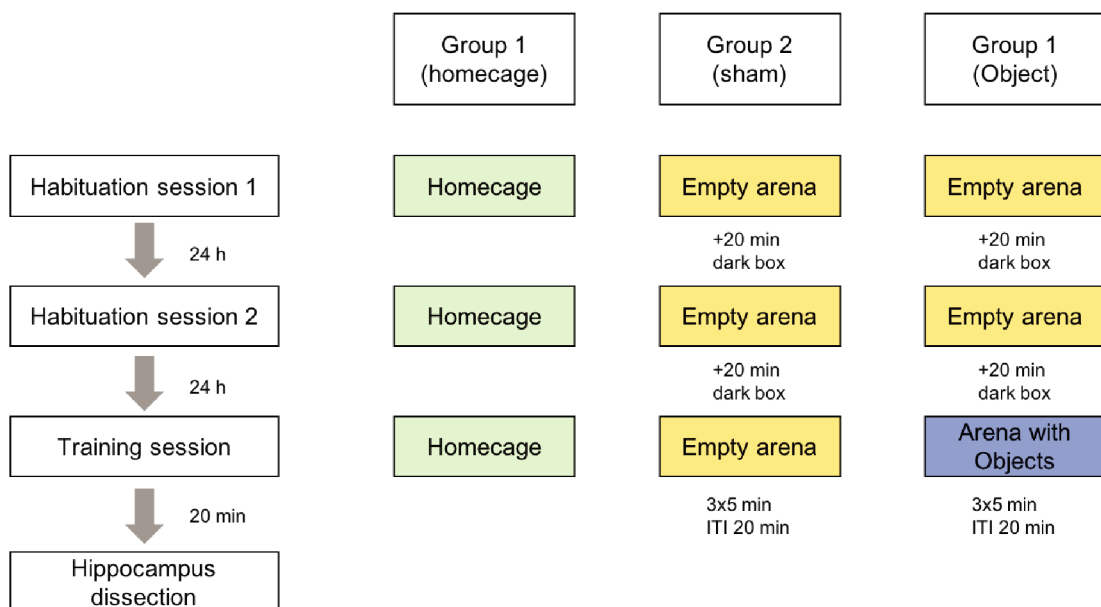 Group 1
(homecage)
Group 2
(sham)
Group 1
(Object)
Habituation session 1
Homecage
Empty arena
Empty arena
24 h
+20 min
dark box
+20 min
dark box
Habituation session 2
Homecage
Empty arena
Empty arena
24 h
+20 min
dark box
+20 min
dark box
Training session
Homecage
Empty arena
Arena with
Objects
20 min
3x5 min
ITI 20 min
3x5 min
ITI 20 min
Hippocampus
dissection